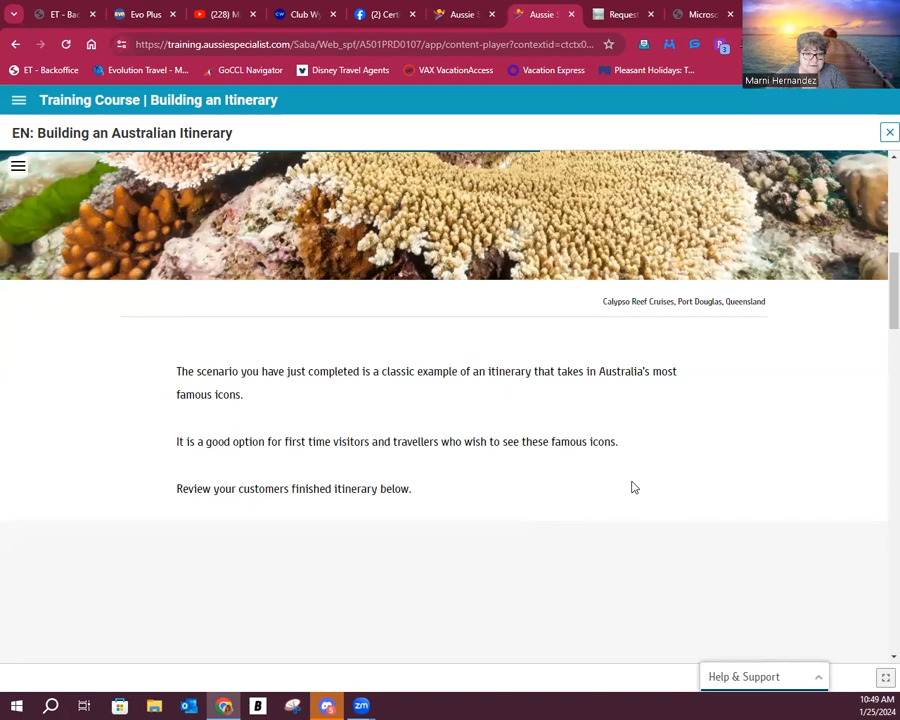 ET - Bac
Evo Plus
(228) M
Club W
(2) Cert
Aussie S
Aussie S
Request
Microso
https://training.aussiespecialist.com/Saba/Web_spf/A501PRD0107/app/content-player?contextid=ctctx0...
ET - Backoffice
Evolution Travel - M...
GoCCL Navigator
Disney Travel Agents
VAX VacationAccess
Vacation Express
Pleasant Holidays: T...
3
Marni Hernandez
Training Course | Building an Itinerary
EN: Building an Australian Itinerary
Calypso Reef Cruises, Port Douglas, Queensland
The scenario you have just completed is a classic example of an itinerary that takes in Australia's most
famous icons.
It is a good option for first time visitors and travellers who wish to see these famous icons.
Review your customers finished itinerary below.
Help & Support
10:49 AM
1/25/2024